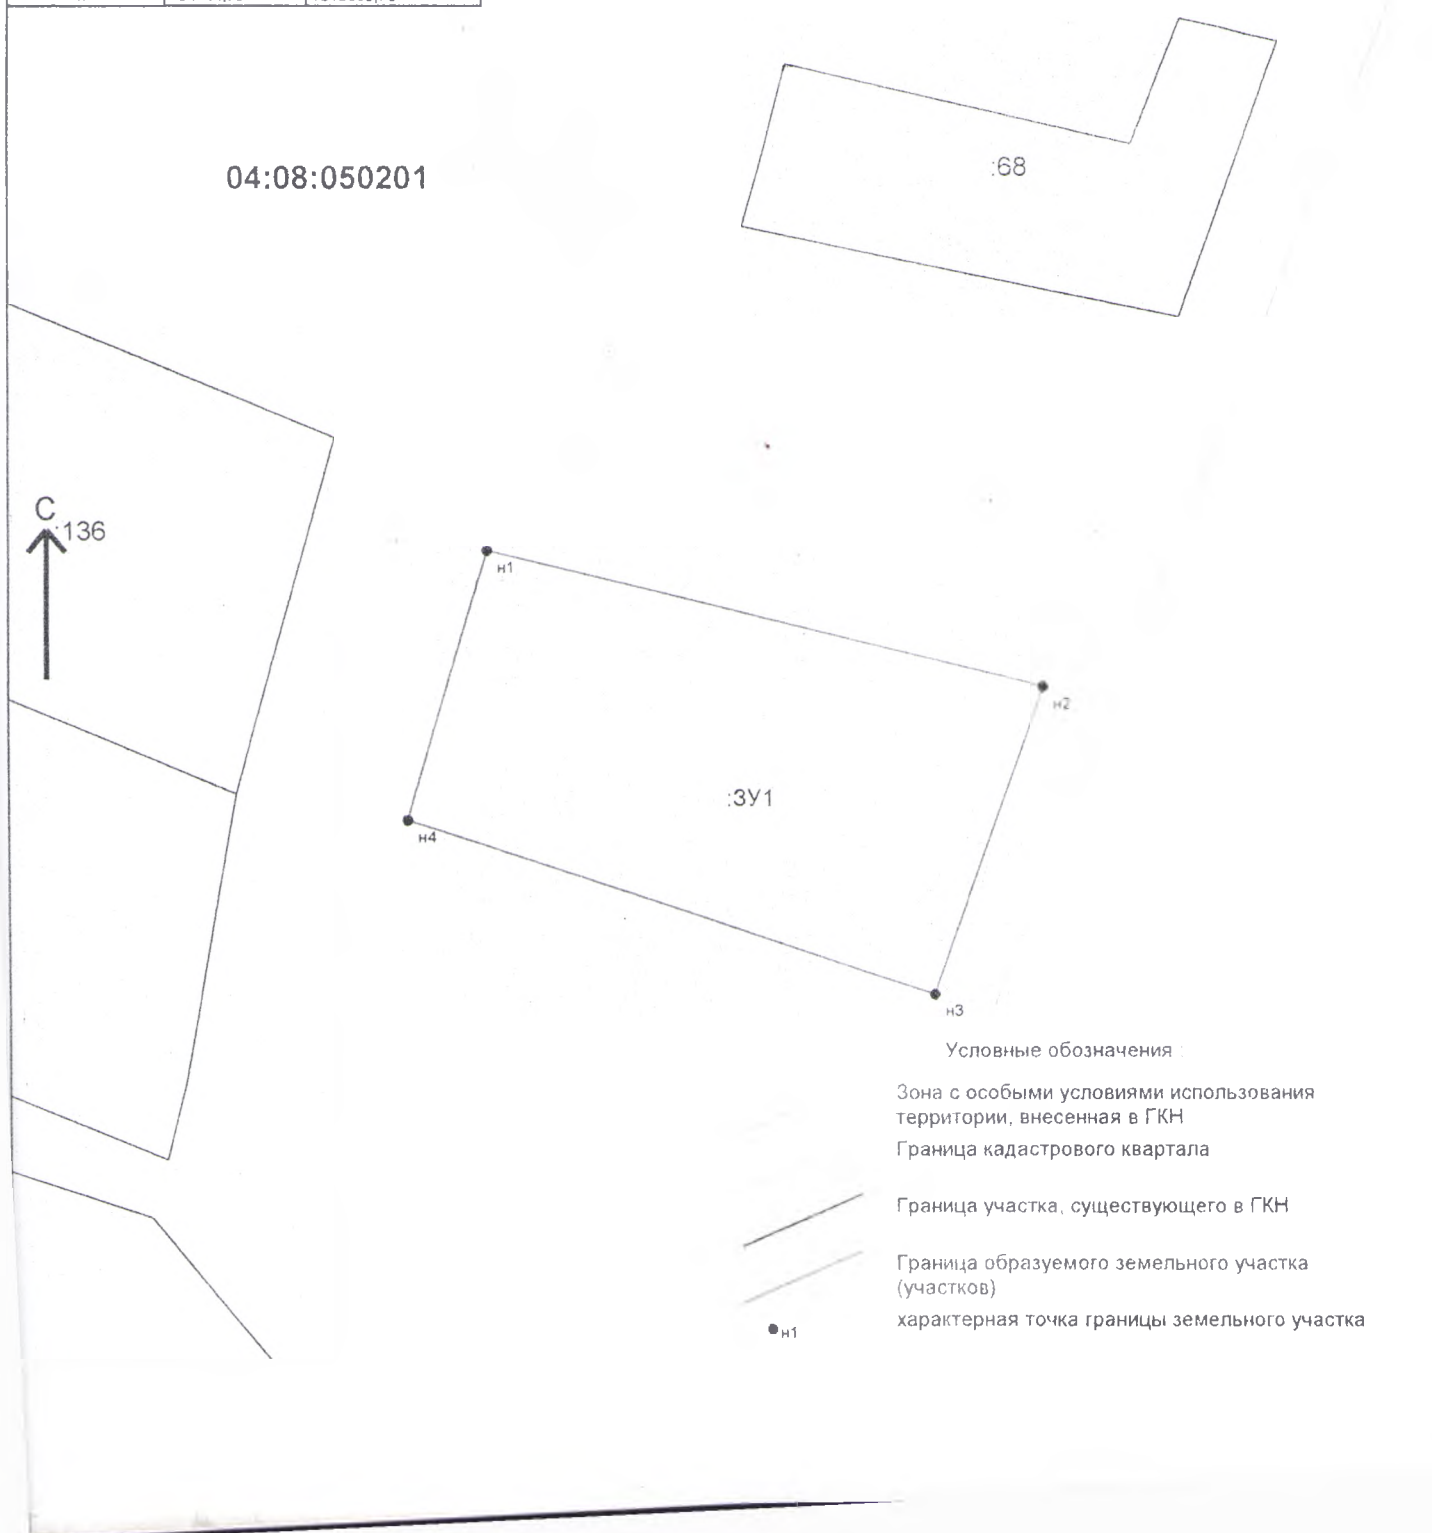 04:08:050201
:68
С
:136
н1
н2
:ЗУ1
н4
н3
Условные обозначения :
Зона с особыми условиями использования
территории, внесенная в ГКН
Граница кадастрового квартала
Граница участка, существующего в ГКН
Граница образуемого земельного участка
(участков)
характерная точка границы земельного участка
н1